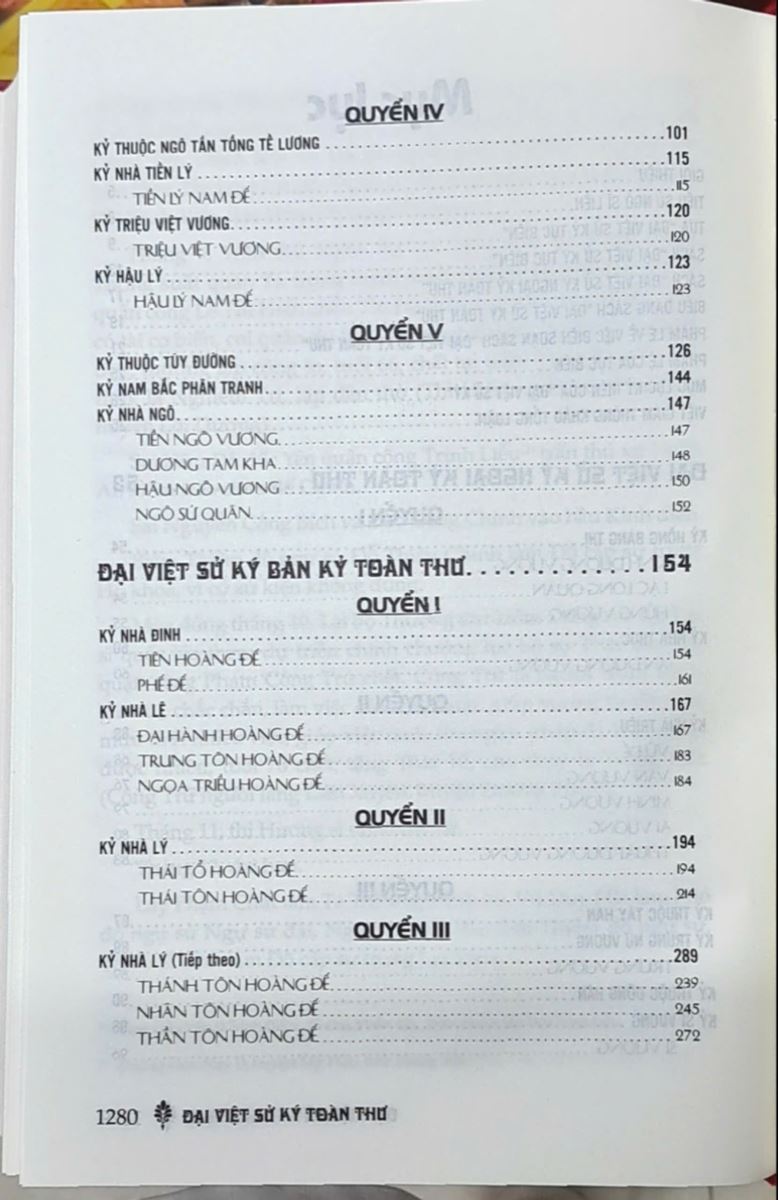 QUYỂN IV
KỶ THUỘC NGÔ TẤN TỐNG TỀ LƯƠNG ........ 101
KỶ NHÀ TIỀN LÝ ........ 115
TIỀN LÝ NAM ĐẾ ........ 115
KỶ TRIỆU VIỆT VƯƠNG ........ 120
TRIỆU VIỆT VƯƠNG ........ 120
KỶ HẬU LÝ ........ 123
HẬU LÝ NAM ĐẾ ........ 123
QUYỂN V
KỶ THUỘC TÙY ĐƯỜNG ........ 126
KỶ NAM BẮC PHÂN TRANH ........ 144
KỶ NHÀ NGÔ ........ 147
TIỀN NGÔ VƯƠNG ........ 147
DƯƠNG TAM KHA ........ 148
HẬU NGÔ VƯƠNG ........ 150
NGÔ SỨ QUÂN ........ 152
ĐẠI VIỆT SỬ KÝ BẢN KỶ TOÀN THƯ ........ 154
QUYỂN I
KỶ NHÀ ĐINH ........ 154
TIÊN HOÀNG ĐẾ ........ 154
PHẾ ĐẾ ........ 161
KỶ NHÀ LÊ ........ 167
ĐẠI HÀNH HOÀNG ĐẾ ........ 167
TRUNG TÔN HOÀNG ĐẾ ........ 183
NGỌA TRIỀU HOÀNG ĐẾ ........ 184
QUYỂN II
KỶ NHÀ LÝ ........ 194
THÁI TỔ HOÀNG ĐẾ ........ 194
THÁI TÔN HOÀNG ĐẾ ........ 214
QUYỂN III
KỶ NHÀ LÝ (Tiếp theo) ........ 289
THÁNH TÔN HOÀNG ĐẾ ........ 239
NHÂN TÔN HOÀNG ĐẾ ........ 245
THẦN TÔN HOÀNG ĐẾ ........ 272
1280 ĐẠI VIỆT SỬ KÝ TOÀN THƯ